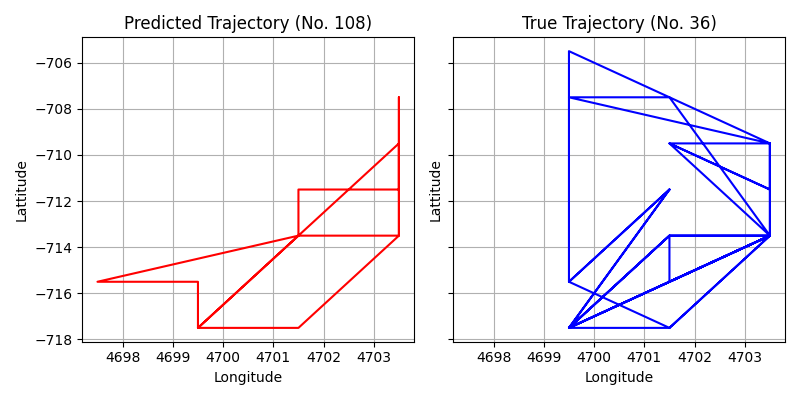 Predicted Trajectory (No. 108)
True Trajectory (No. 36)
−706
−708
−710
−712
−714
−716
−718
Lattitude
Lattitude
4698 4699 4700 4701 4702 4703
4698 4699 4700 4701 4702 4703
Longitude
Longitude